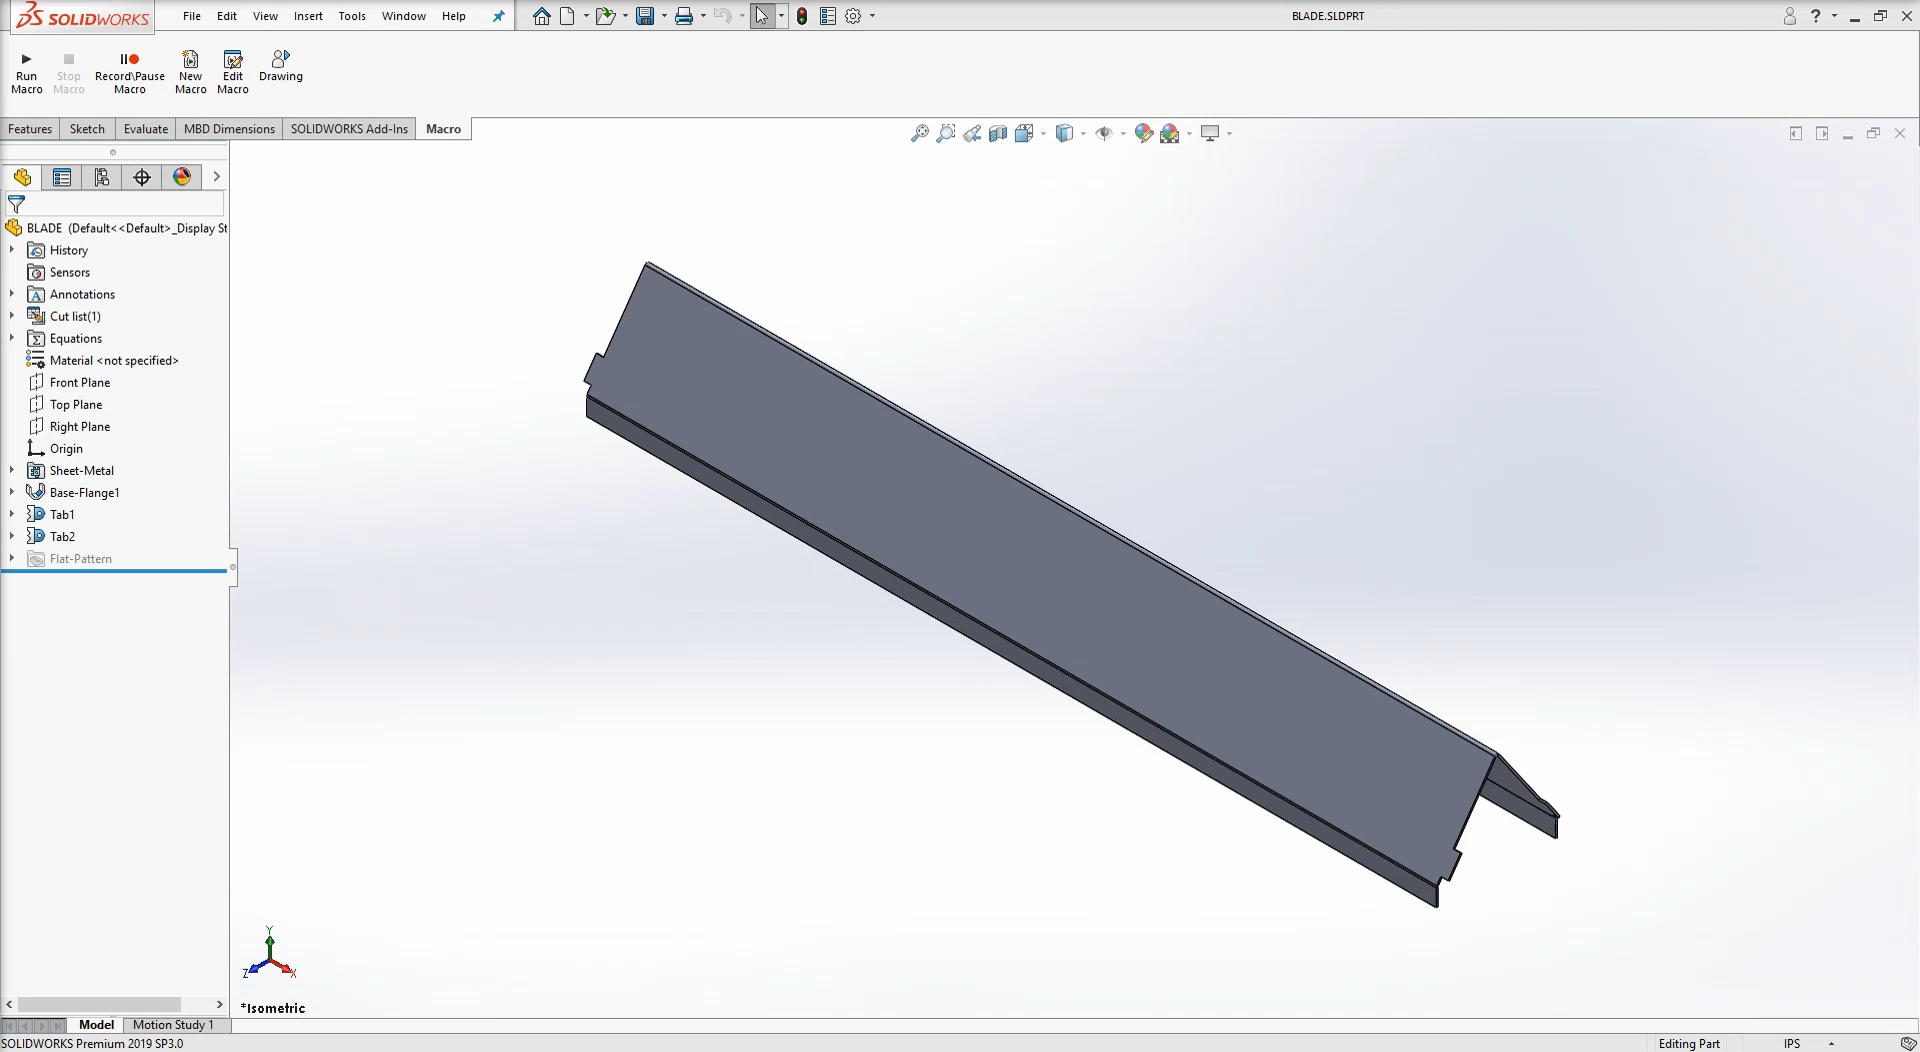 SOLIDWORKS File Edit View Insert Tools Window Help BLADE.SLDPRT ?
Run Macro
Stop Macro
Record\Pause Macro
New Macro
Edit Macro
Drawing
Features Sketch Evaluate MBD Dimensions SOLIDWORKS Add-Ins Macro
BLADE (Default<<Default>_Display St
History
Sensors
Annotations
Cut list(1)
Equations
Material <not specified>
Front Plane
Top Plane
Right Plane
Origin
Sheet-Metal
Base-Flange1
Tab1
Tab2
Flat-Pattern
Y
Z X
*Isometric
Model Motion Study 1
SOLIDWORKS Premium 2019 SP3.0 Editing Part IPS